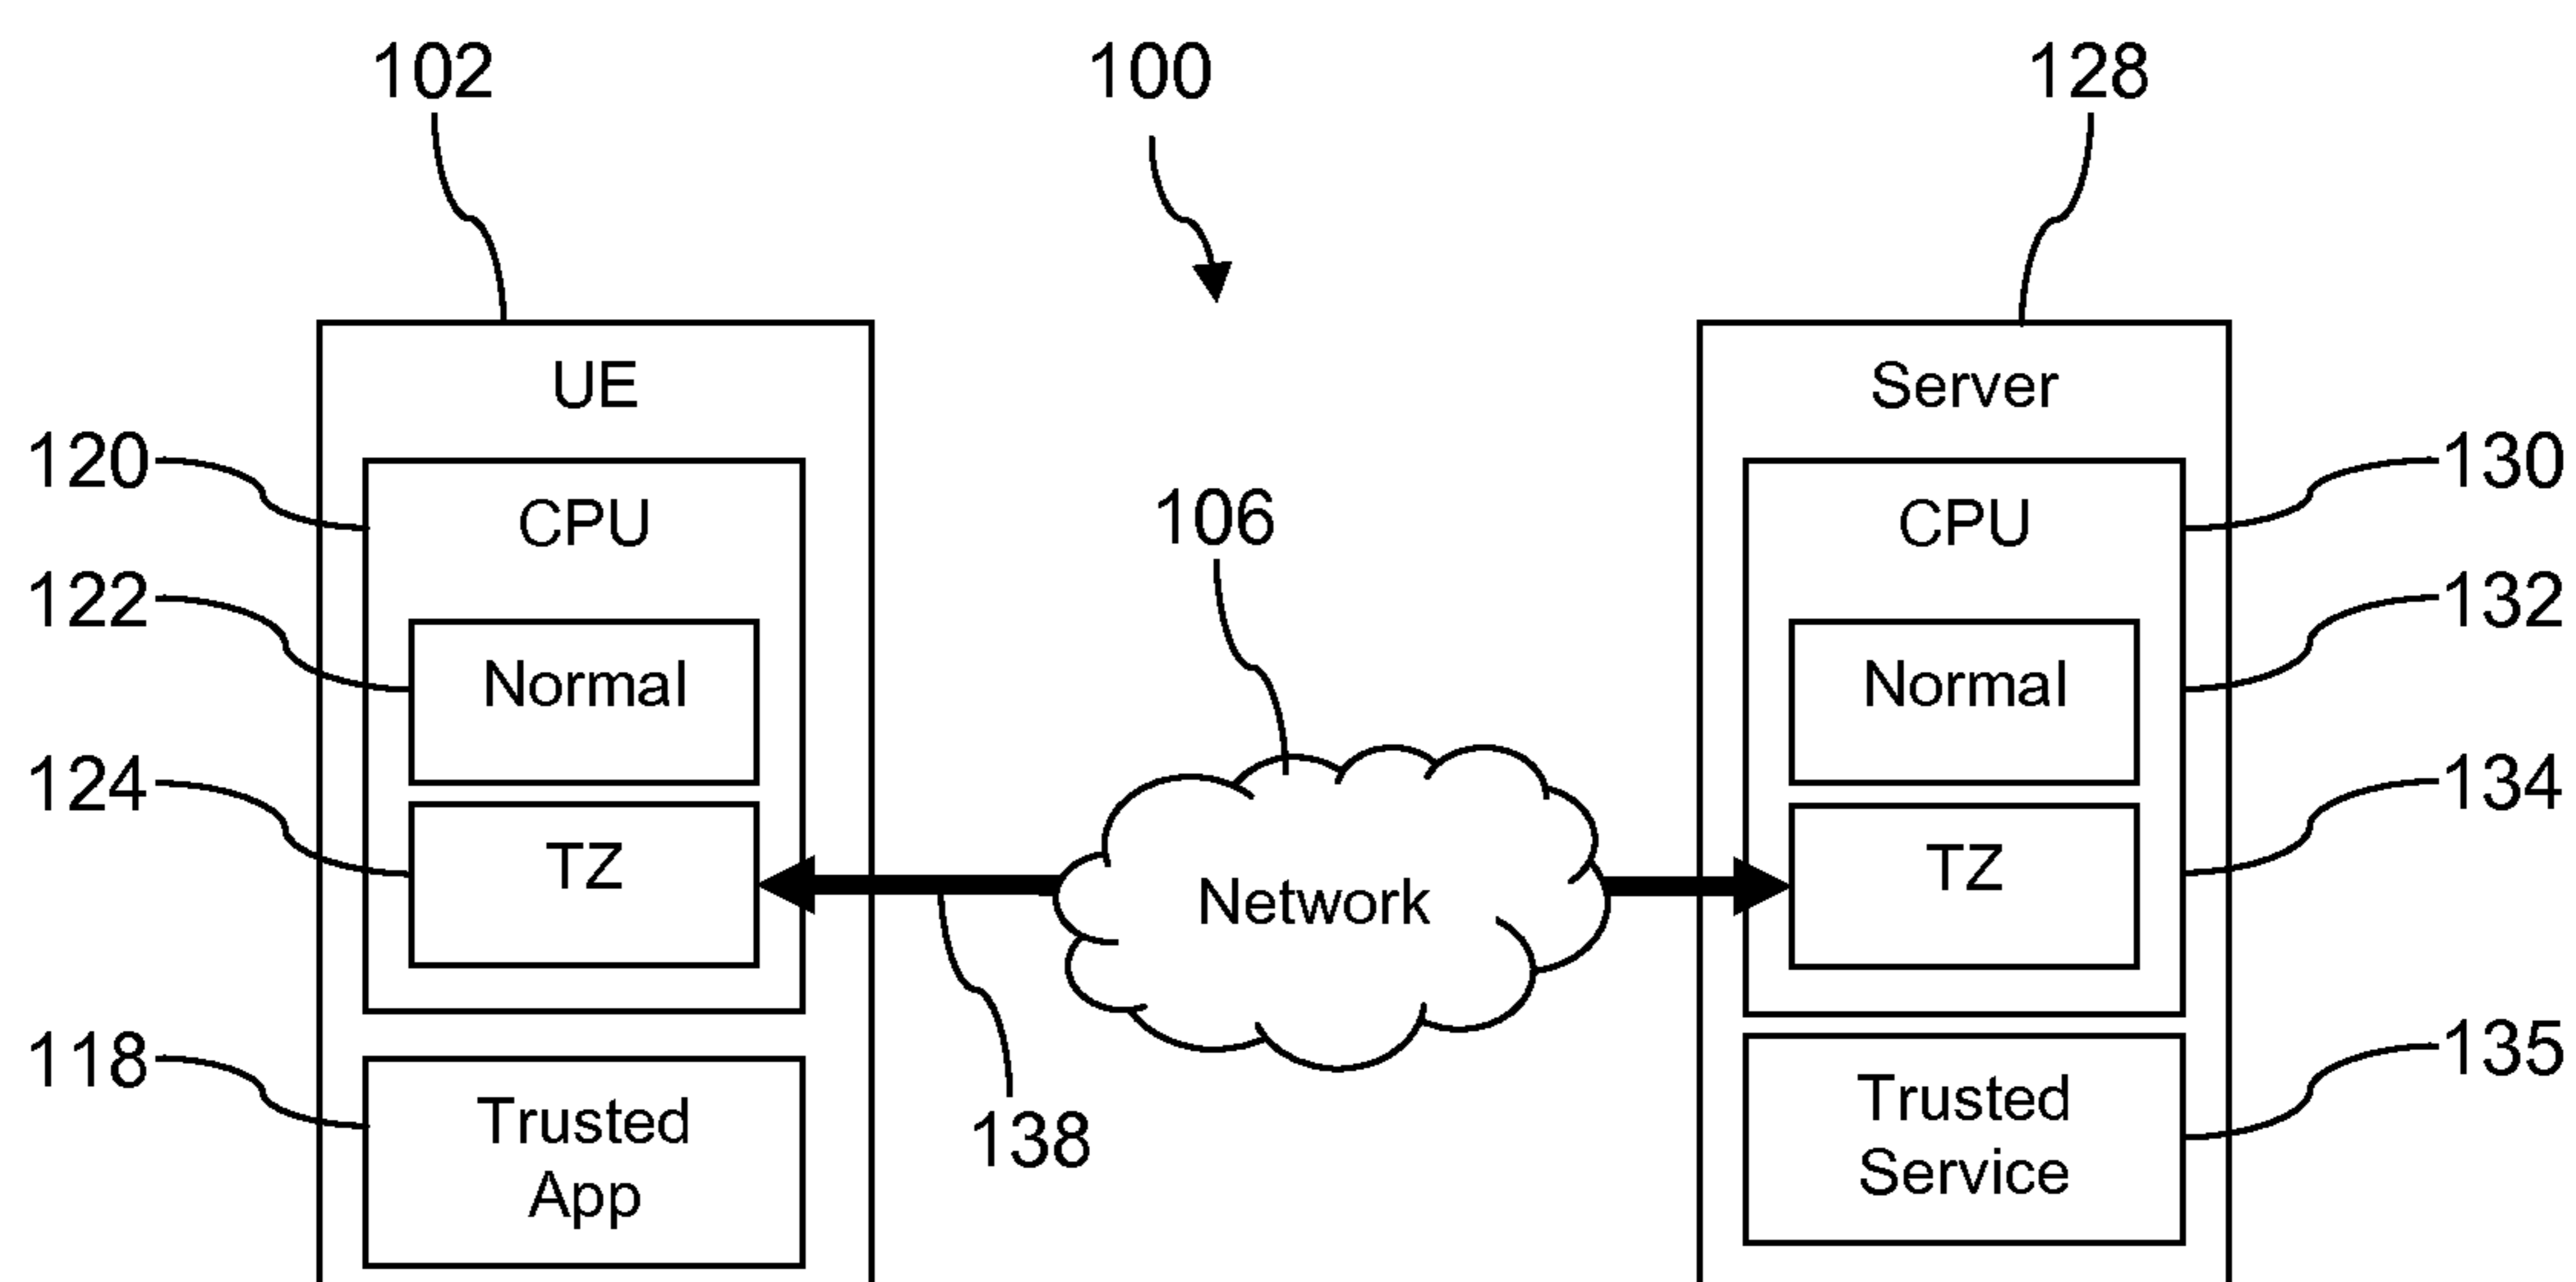 102
100
128
UE
Server
120
CPU
106
CPU
130
122
Normal
Normal
132
124
TZ
Network
TZ
134
118
Trusted
App
138
Trusted
Service
135